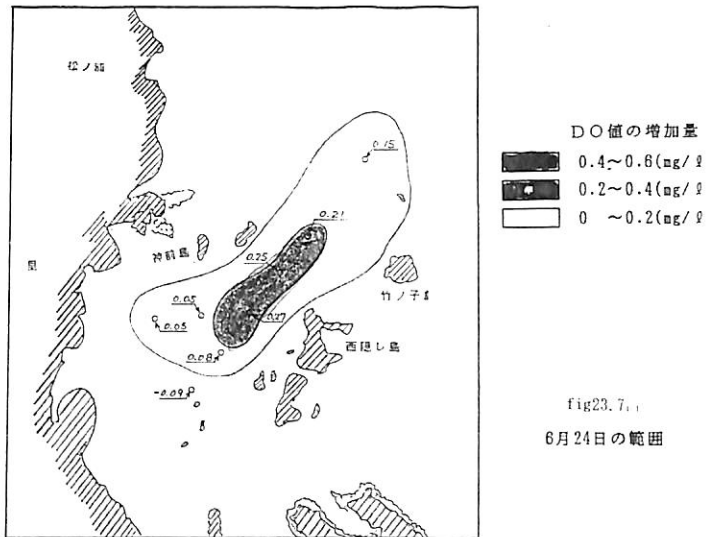 松ノ鼻
神前島
竹ノ子
西隠レ島
0.15
0.21
0.25
0.27
0.05
0.05
0.08
-0.09
DO値の増加量
0.4~0.6(mg/ℓ
0.2~0.4(mg/ℓ
0 ~0.2(mg/ℓ
fig23.7
6月24日の範囲